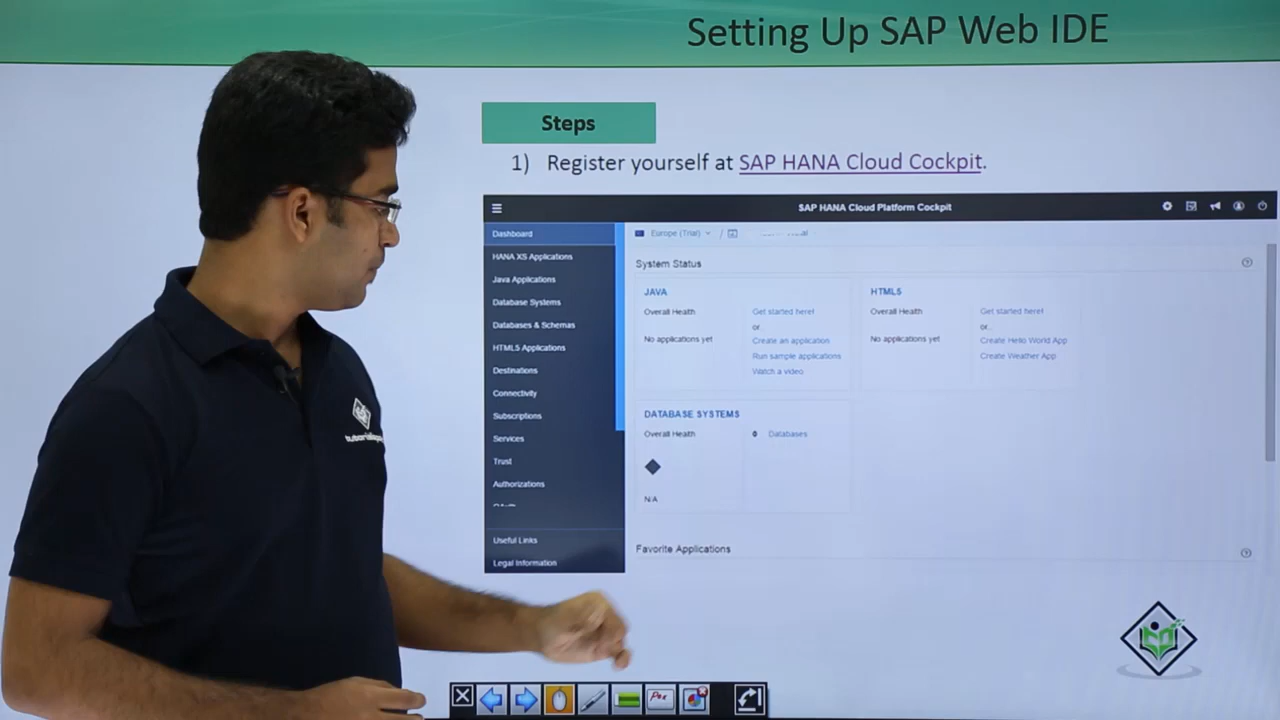 Setting Up SAP Web IDE
Steps
1) Register yourself at SAP HANA Cloud Cockpit.
SAP HANA Cloud Platform Cockpit
Dashboard
HANA XS Applications
Java Applications
Database Systems
Databases & Schemas
HTML5 Applications
Destinations
Connectivity
Subscriptions
Services
Trust
Authorizations
Useful Links
Legal Information
Europe (Trial) /
System Status
JAVA
Overall Health
No applications yet
Get started here!
or..
Create an application
Run sample applications
Watch a video
HTML5
Overall Health
No applications yet
Get started here!
or..
Create Hello World App
Create Weather App
DATABASE SYSTEMS
Overall Health
0 Databases
N/A
Favorite Applications